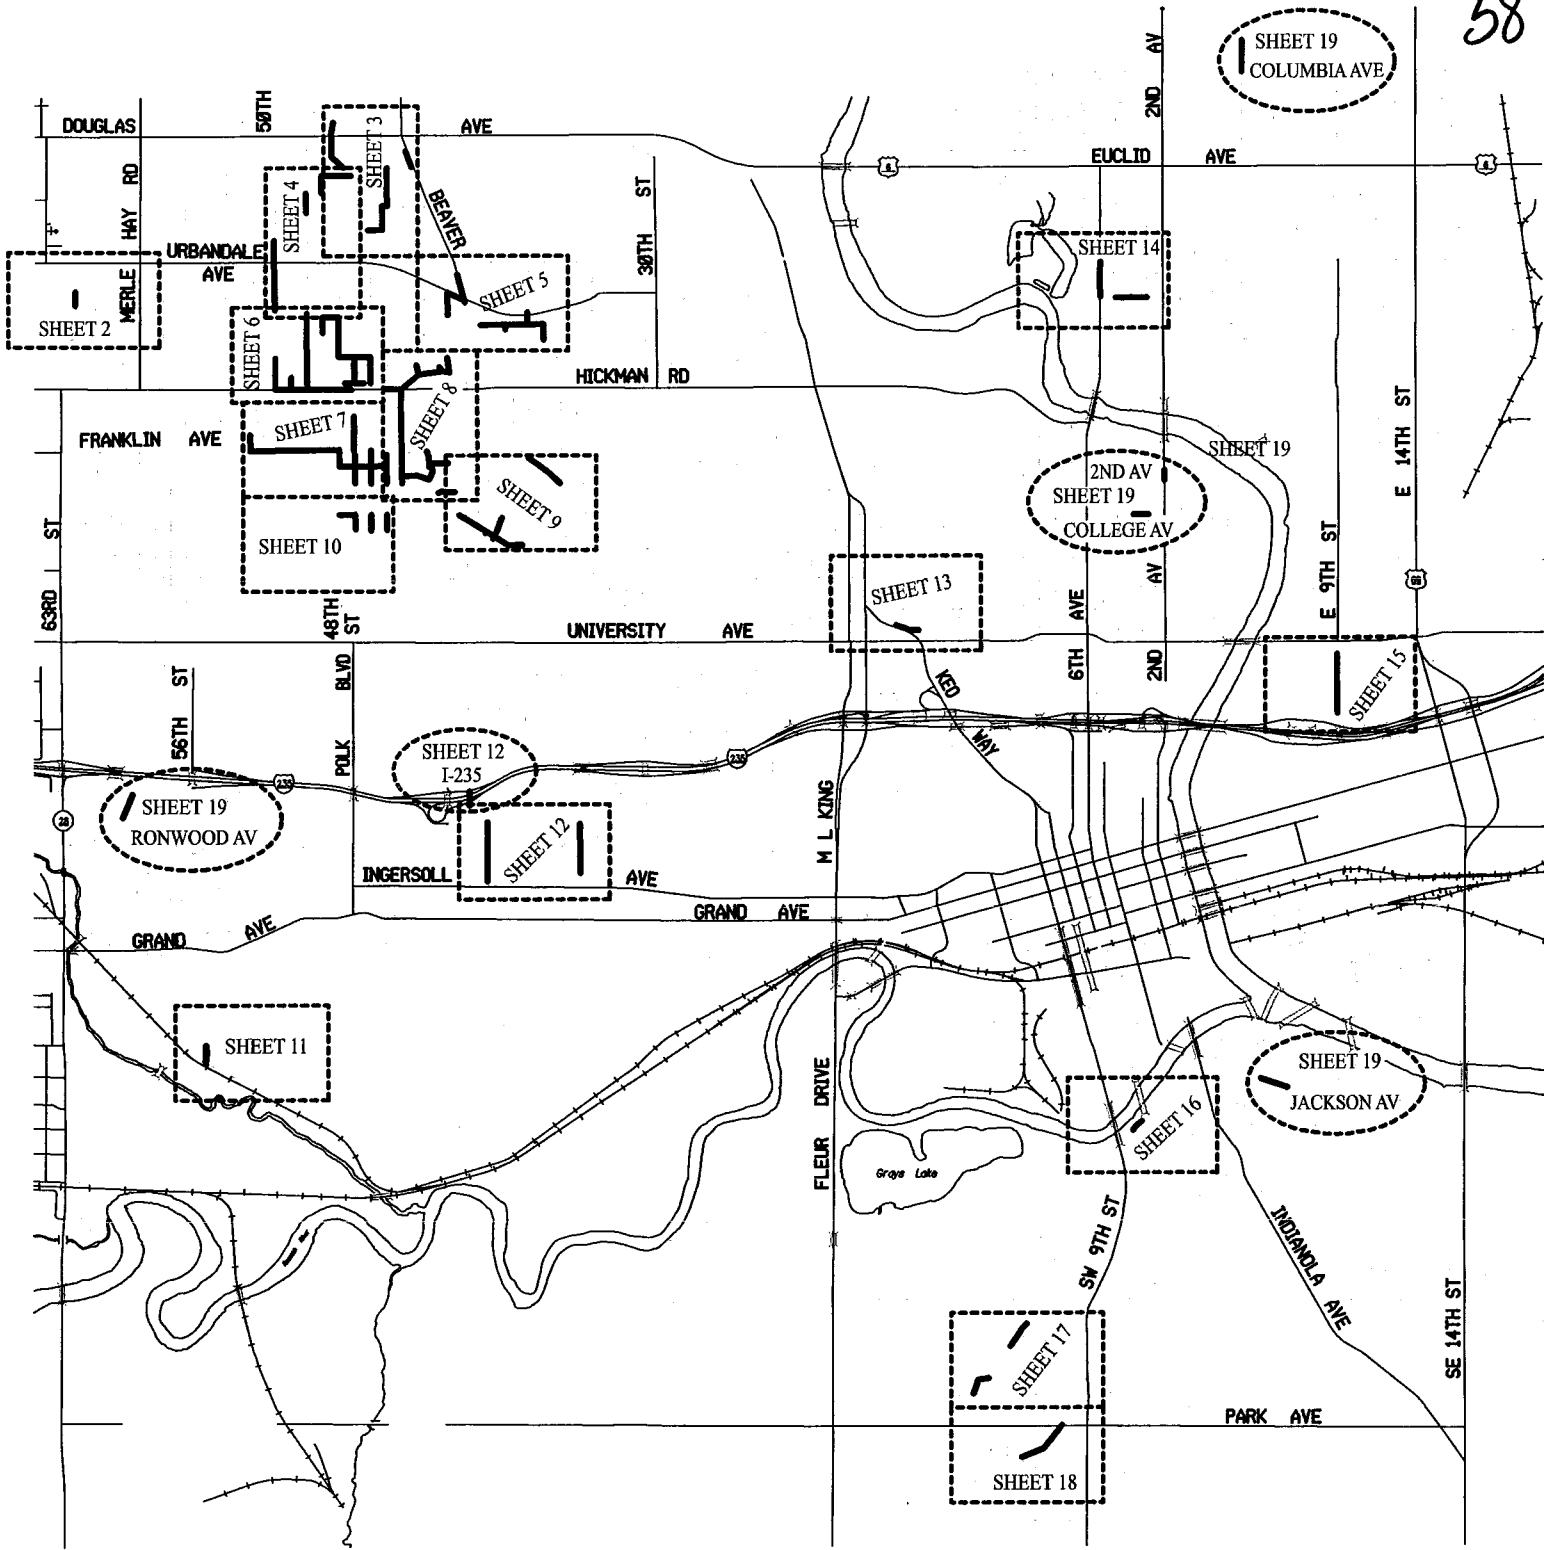 58
SHEET 19
COLUMBIA AVE
2ND AV
50TH
DOUGLAS AVE
SHEET 3
EUCLID AVE
6
6
MERLE HAY RD
SHEET 4
BEAVER
30TH ST
URBANDALE
AVE
SHEET 14
SHEET 2
SHEET 5
SHEET 6
HICKMAN RD
SHEET 8
FRANKLIN AVE
SHEET 7
E 14TH ST
SHEET 19
2ND AV
SHEET 19
COLLEGE AV
SHEET 9
SHEET 10
63RD ST
48TH
ST
SHEET 13
6TH AVE
2ND AV
E 9TH ST
69
UNIVERSITY AVE
56TH ST
POLK BLVD
KEO WAY
SHEET 15
SHEET 12
I-235
235
235
SHEET 19
RONWOOD AV
28
SHEET 12
M L KING
INGERSOLL AVE
GRAND AVE
GRAND AVE
SHEET 11
FLEUR DRIVE
SHEET 19
JACKSON AV
SHEET 16
Grays Lake
SW 9TH ST
INDIANOLA AVE
SE 14TH ST
SHEET 17
PARK AVE
SHEET 18